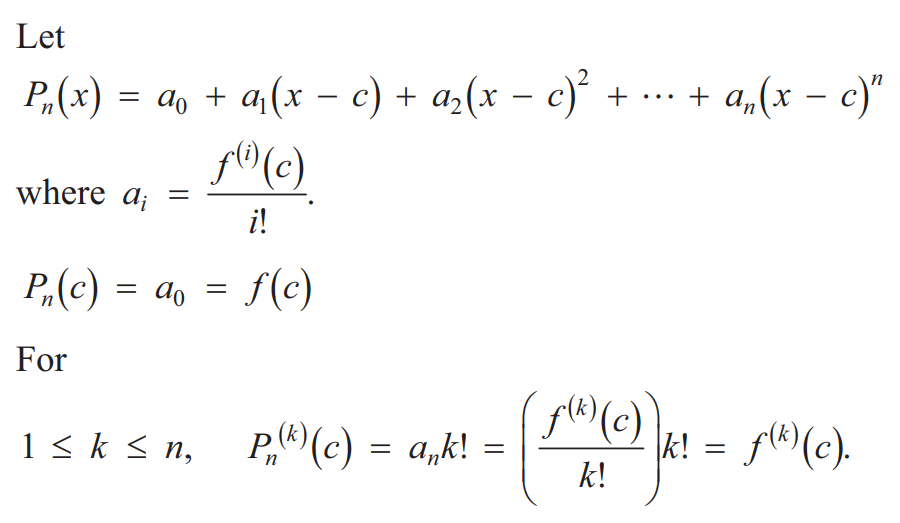 Let
Pₙ(x) = a₀ + a₁(x − c) + a₂(x − c)² + ⋯ + aₙ(x − c)ⁿ
where aᵢ = f⁽ⁱ⁾(c) / i!.
Pₙ(c) = a₀ = f(c)
For
1 ≤ k ≤ n, Pₙ⁽ᵏ⁾(c) = aₙk! = (f⁽ᵏ⁾(c) / k!)k! = f⁽ᵏ⁾(c).